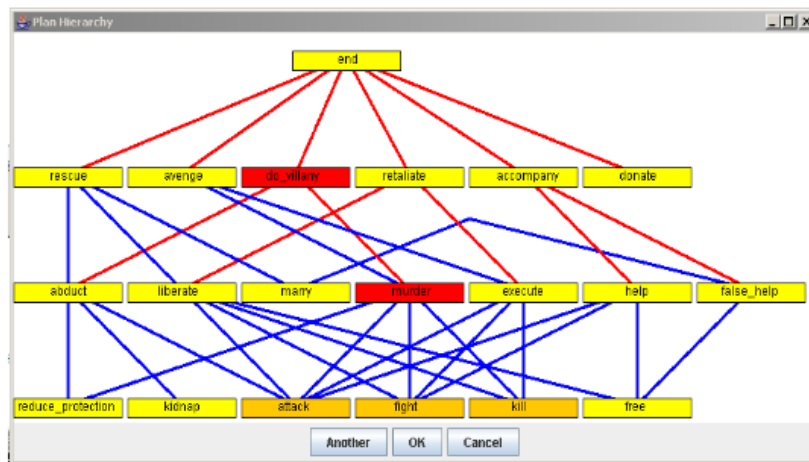 Plan Hierarchy
end
rescue avenge do_villany retaliate accompany donate
abduct liberate marry murder execute help false_help
reduce_protection kidnap attack fight kill free
Another OK Cancel